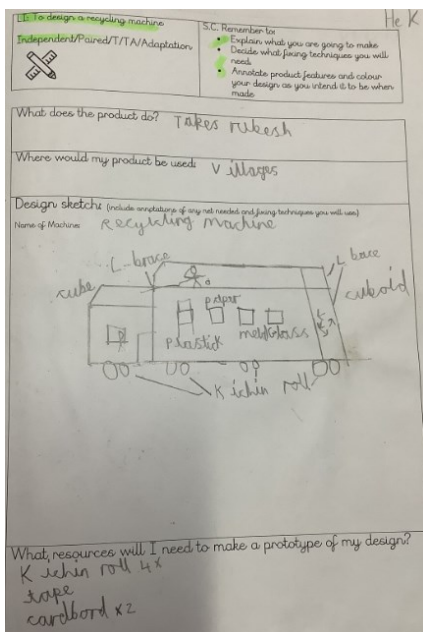 He K
LI: To design a recycling machine
Independent/Paired/T/TA/Adaptation
S.C. Remember to:
• Explain what you are going to make
• Decide what fixing techniques you will need
• Annotate product features and colour your design as you intend it to be when made
What does the product do? Takes rubesh
Where would my product be used: Villages
Design sketch: (include annotations of any net needed and fixing techniques you will use)
Name of Machine: Recykling machine
L-brace
L brace
cube
cuboid
paper
plastick
metal
Glass
Kichin roll
What resources will I need to make a prototype of my design?
Kichin roll 4x
tape
cardbord x2